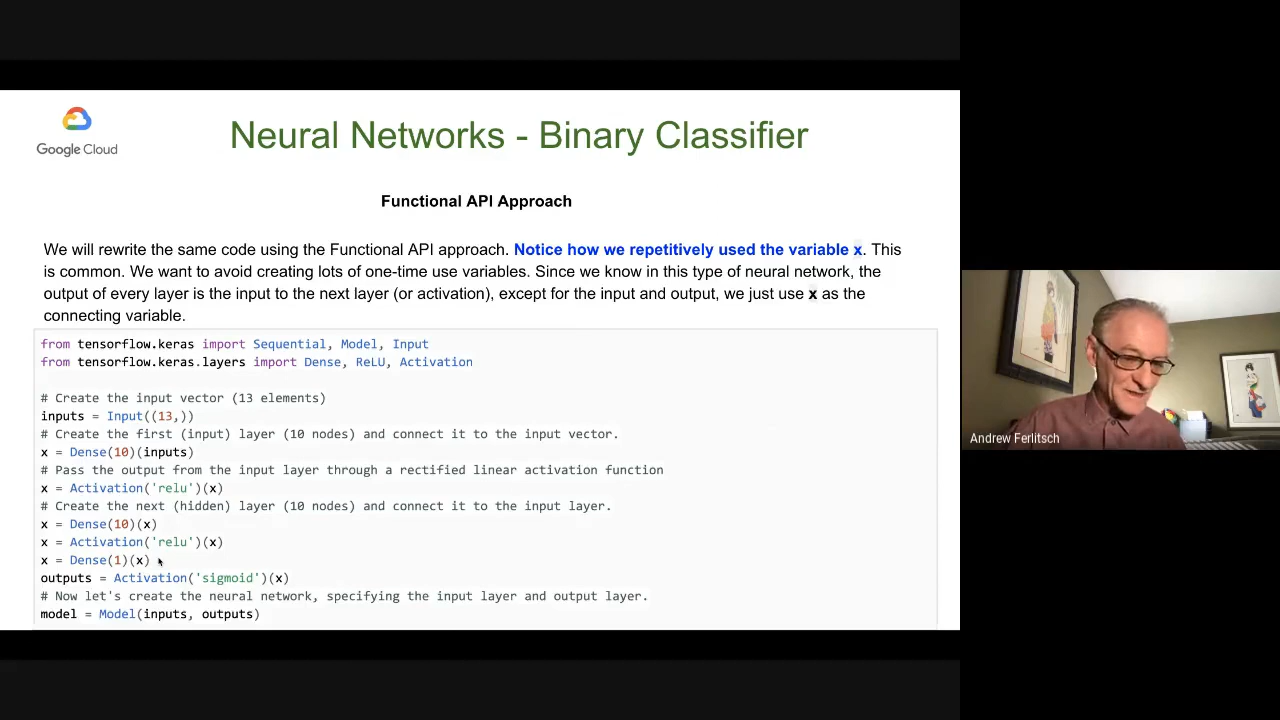 Google Cloud
Neural Networks - Binary Classifier
Functional API Approach
We will rewrite the same code using the Functional API approach. Notice how we repetitively used the variable x. This
is common. We want to avoid creating lots of one-time use variables. Since we know in this type of neural network, the
output of every layer is the input to the next layer (or activation), except for the input and output, we just use x as the
connecting variable.
from tensorflow.keras import Sequential, Model, Input
from tensorflow.keras.layers import Dense, ReLU, Activation
# Create the input vector (13 elements)
inputs = Input((13,))
# Create the first (input) layer (10 nodes) and connect it to the input vector.
x = Dense(10)(inputs)
# Pass the output from the input layer through a rectified linear activation function
x = Activation('relu')(x)
# Create the next (hidden) layer (10 nodes) and connect it to the input layer.
x = Dense(10)(x)
x = Activation('relu')(x)
x = Dense(1)(x)
outputs = Activation('sigmoid')(x)
# Now let's create the neural network, specifying the input layer and output layer.
model = Model(inputs, outputs)
Andrew Ferlitsch